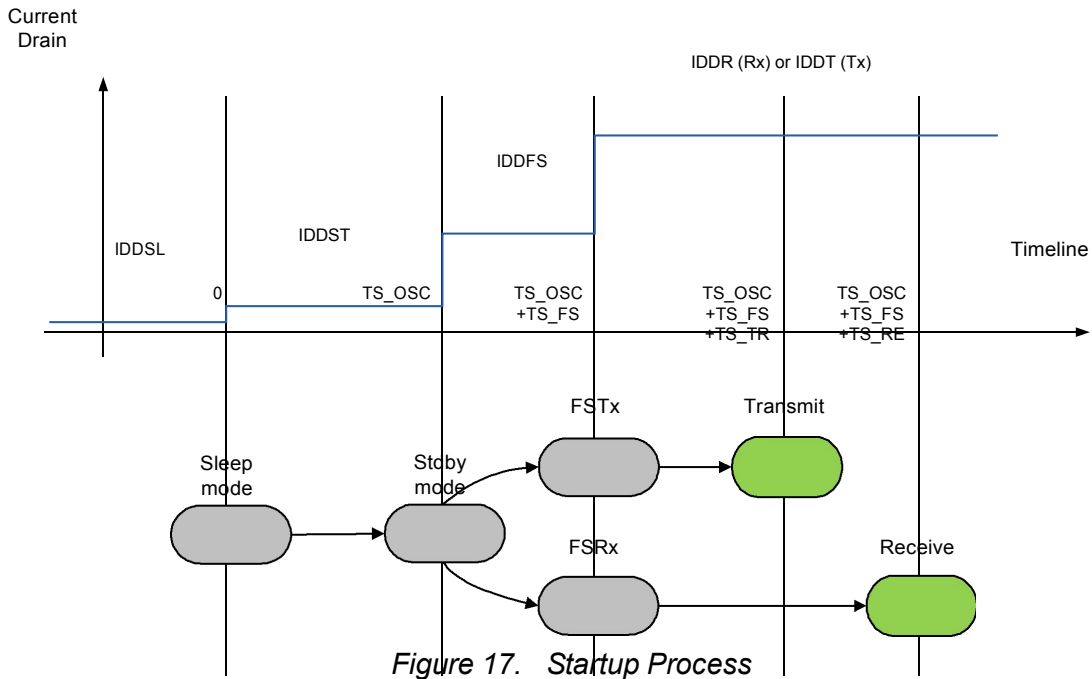 Current
Drain
IDDR (Rx) or IDDT (Tx)
IDDFS
IDDST
IDDSL
Timeline
0
TS_OSC
TS_OSC
+TS_FS
TS_OSC
+TS_FS
+TS_TR
TS_OSC
+TS_FS
+TS_RE
FSTx
Transmit
Sleep
mode
Stdby
mode
FSRx
Receive
Figure 17. Startup Process